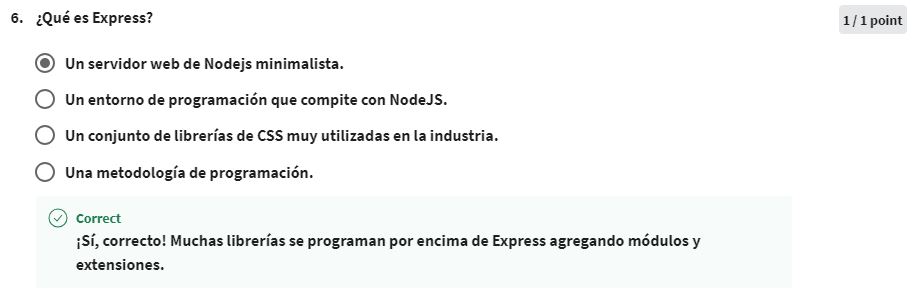 6. ¿Qué es Express?
1 / 1 point
Un servidor web de Nodejs minimalista.
Un entorno de programación que compite con NodeJS.
Un conjunto de librerías de CSS muy utilizadas en la industria.
Una metodología de programación.
Correct
¡Sí, correcto! Muchas librerías se programan por encima de Express agregando módulos y
extensiones.